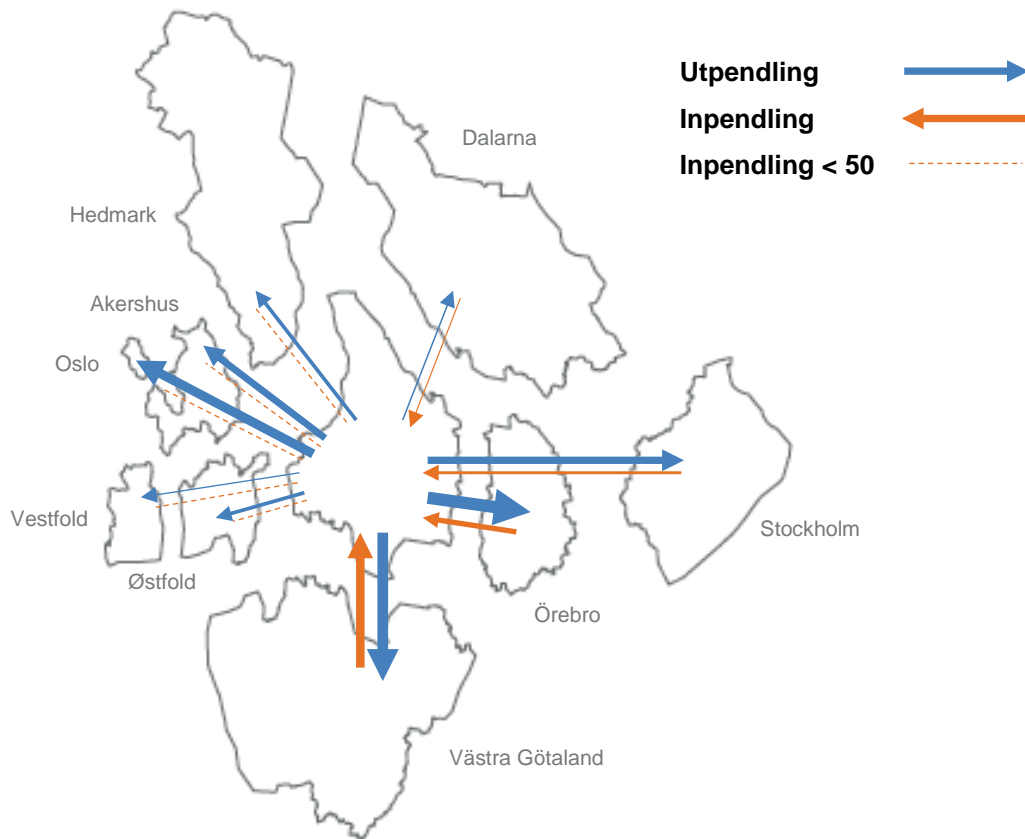 Utpendling
Inpendling
Inpendling < 50
Dalarna
Hedmark
Akershus
Oslo
Vestfold
Østfold
Stockholm
Örebro
Västra Götaland